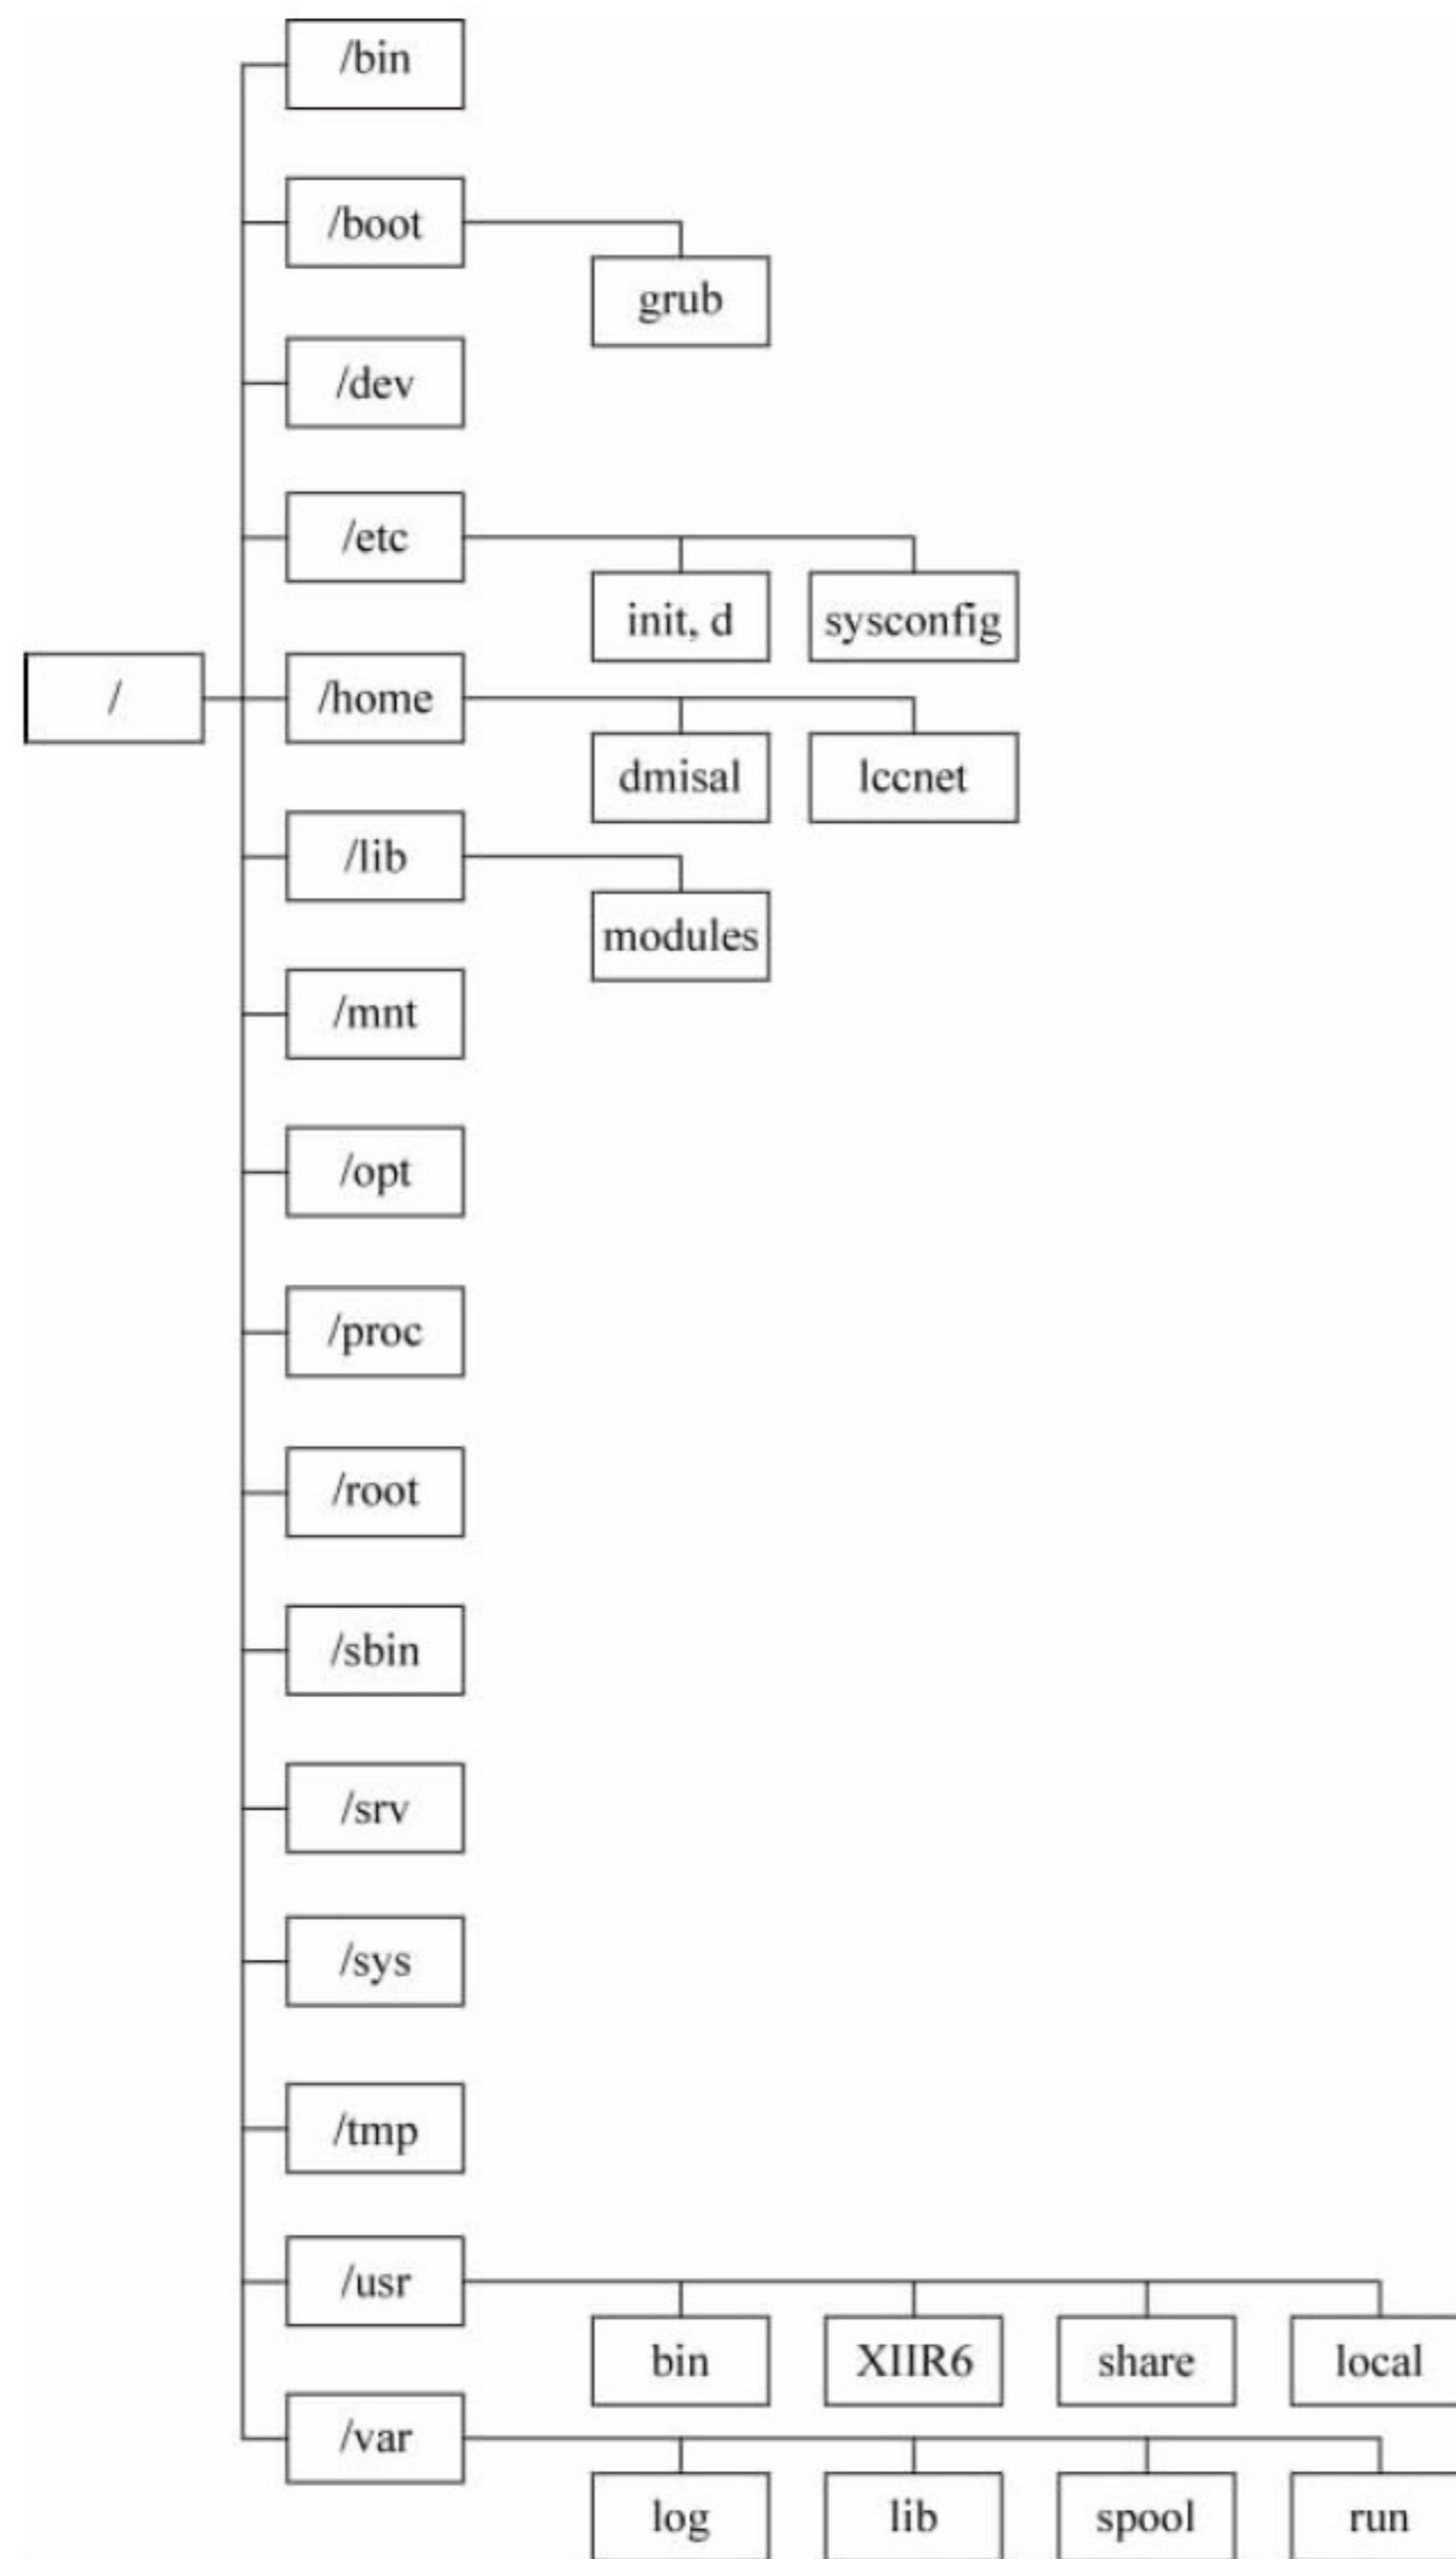 /bin
/boot
grub
/dev
/etc
init, d
sysconfig
/
/home
dmisal
lccnet
/lib
modules
/mnt
/opt
/proc
/root
/sbin
/srv
/sys
/tmp
/usr
bin
XIIR6
share
local
/var
log
lib
spool
run